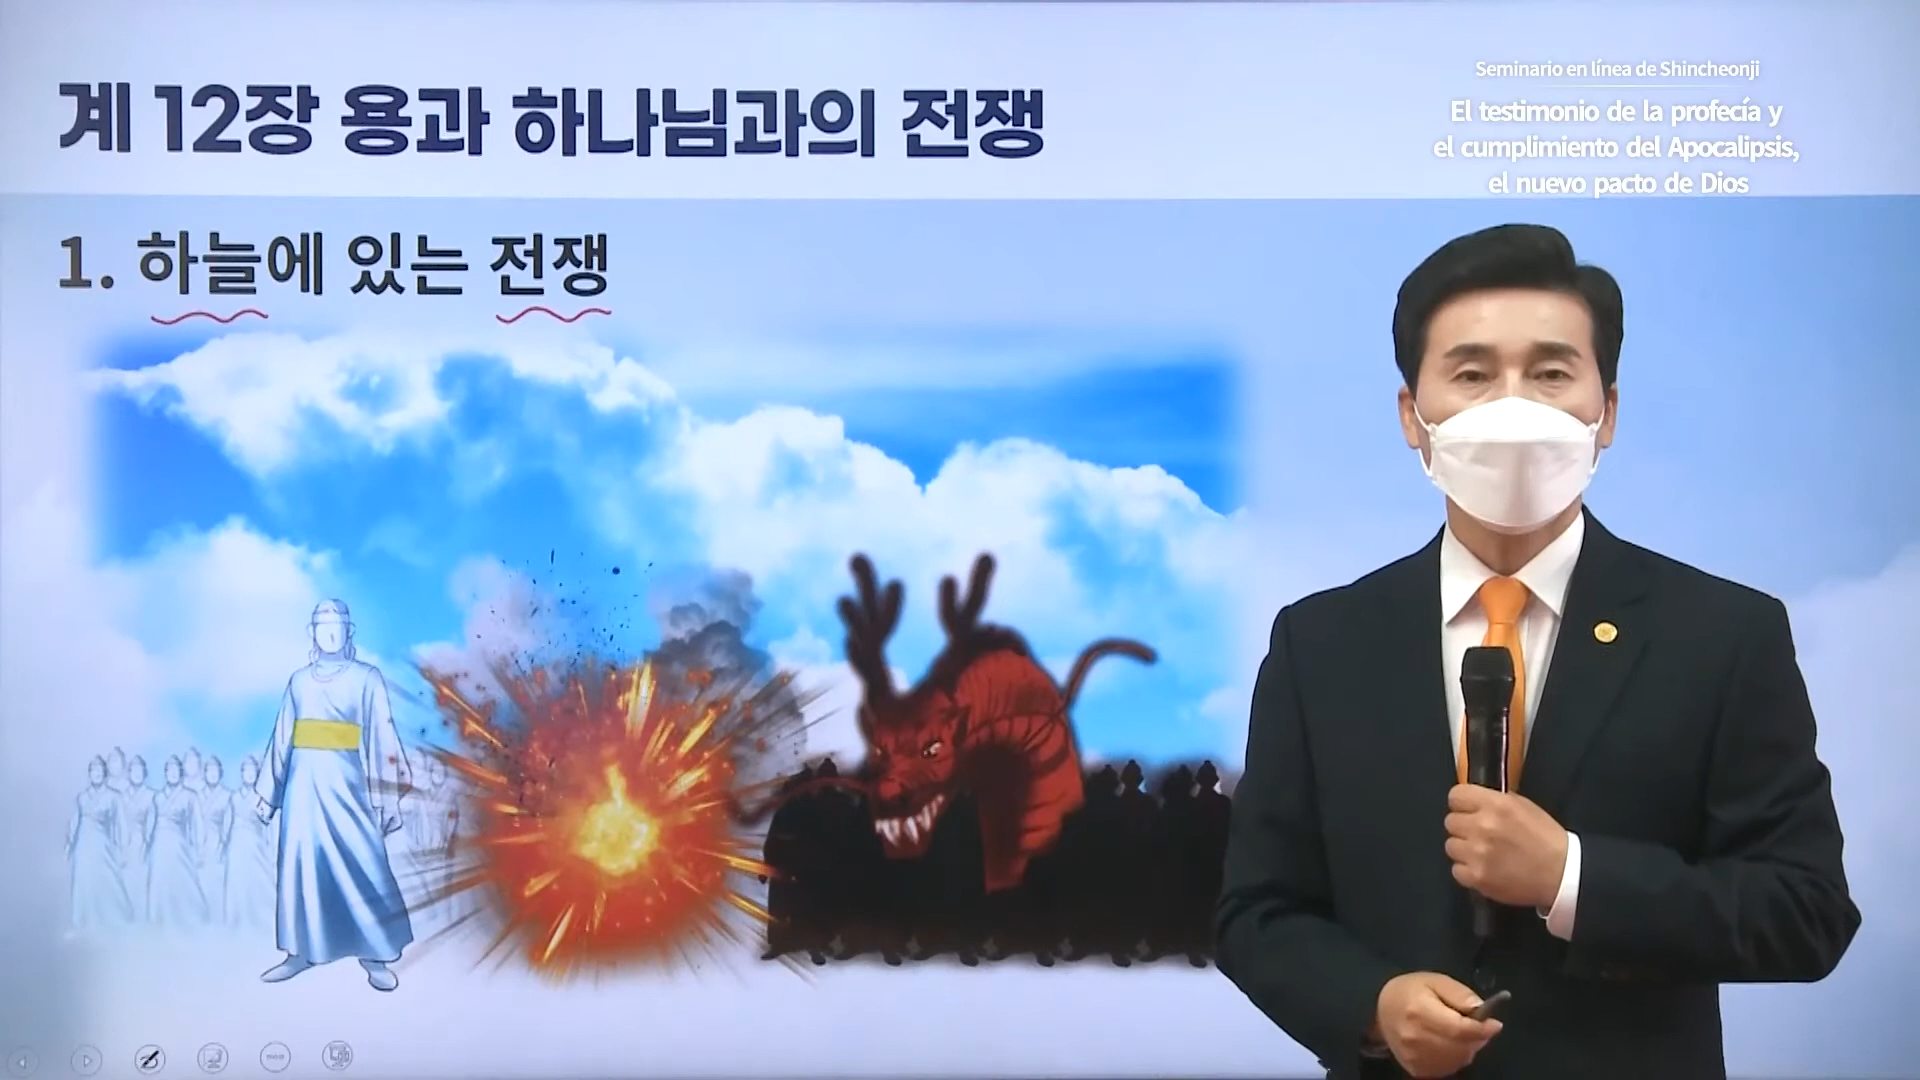 계 12장 용과 하나님과의 전쟁
Seminario en línea de Shincheonji
El testimonio de la profecía y
el cumplimiento del Apocalipsis,
el nuevo pacto de Dios
1. 하늘에 있는 전쟁